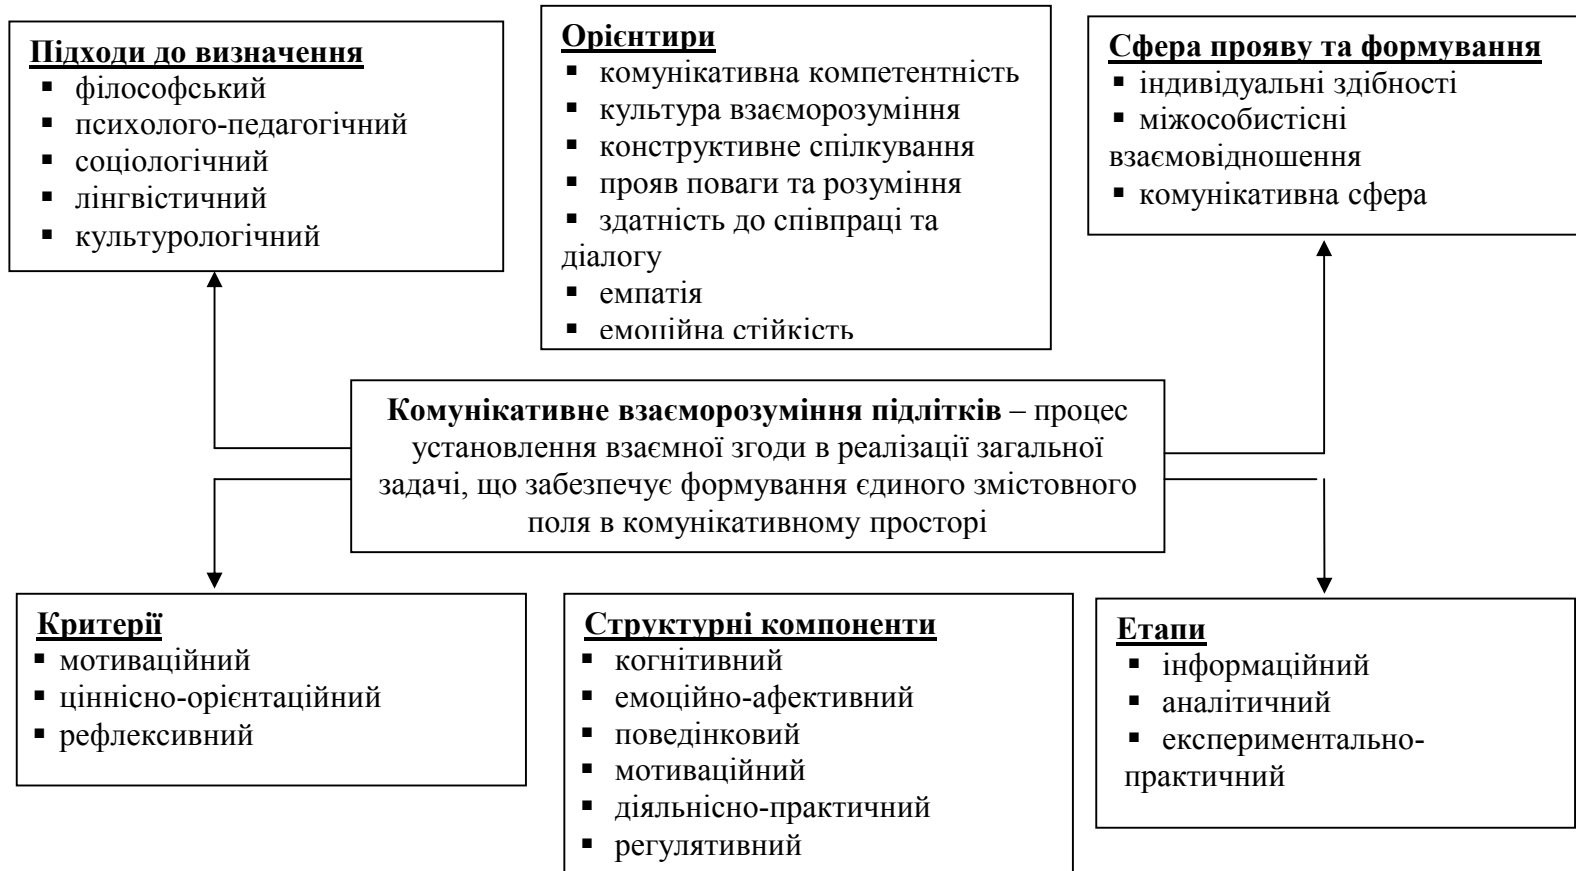 Підходи до визначення
▪ філософський
▪ психолого-педагогічний
▪ соціологічний
▪ лінгвістичний
▪ культурологічний
Орієнтири
▪ комунікативна компетентність
▪ культура взаєморозуміння
▪ конструктивне спілкування
▪ прояв поваги та розуміння
▪ здатність до співпраці та
діалогу
▪ емпатія
▪ емоційна стійкість
Сфера прояву та формування
▪ індивідуальні здібності
▪ міжособистісні
взаємовідношення
▪ комунікативна сфера
Комунікативне взаєморозуміння підлітків – процес
установлення взаємної згоди в реалізації загальної
задачі, що забезпечує формування єдиного змістовного
поля в комунікативному просторі
Критерії
▪ мотиваційний
▪ ціннісно-орієнтаційний
▪ рефлексивний
Структурні компоненти
▪ когнітивний
▪ емоційно-афективний
▪ поведінковий
▪ мотиваційний
▪ діяльнісно-практичний
▪ регулятивний
Етапи
▪ інформаційний
▪ аналітичний
▪ експериментально-
практичний